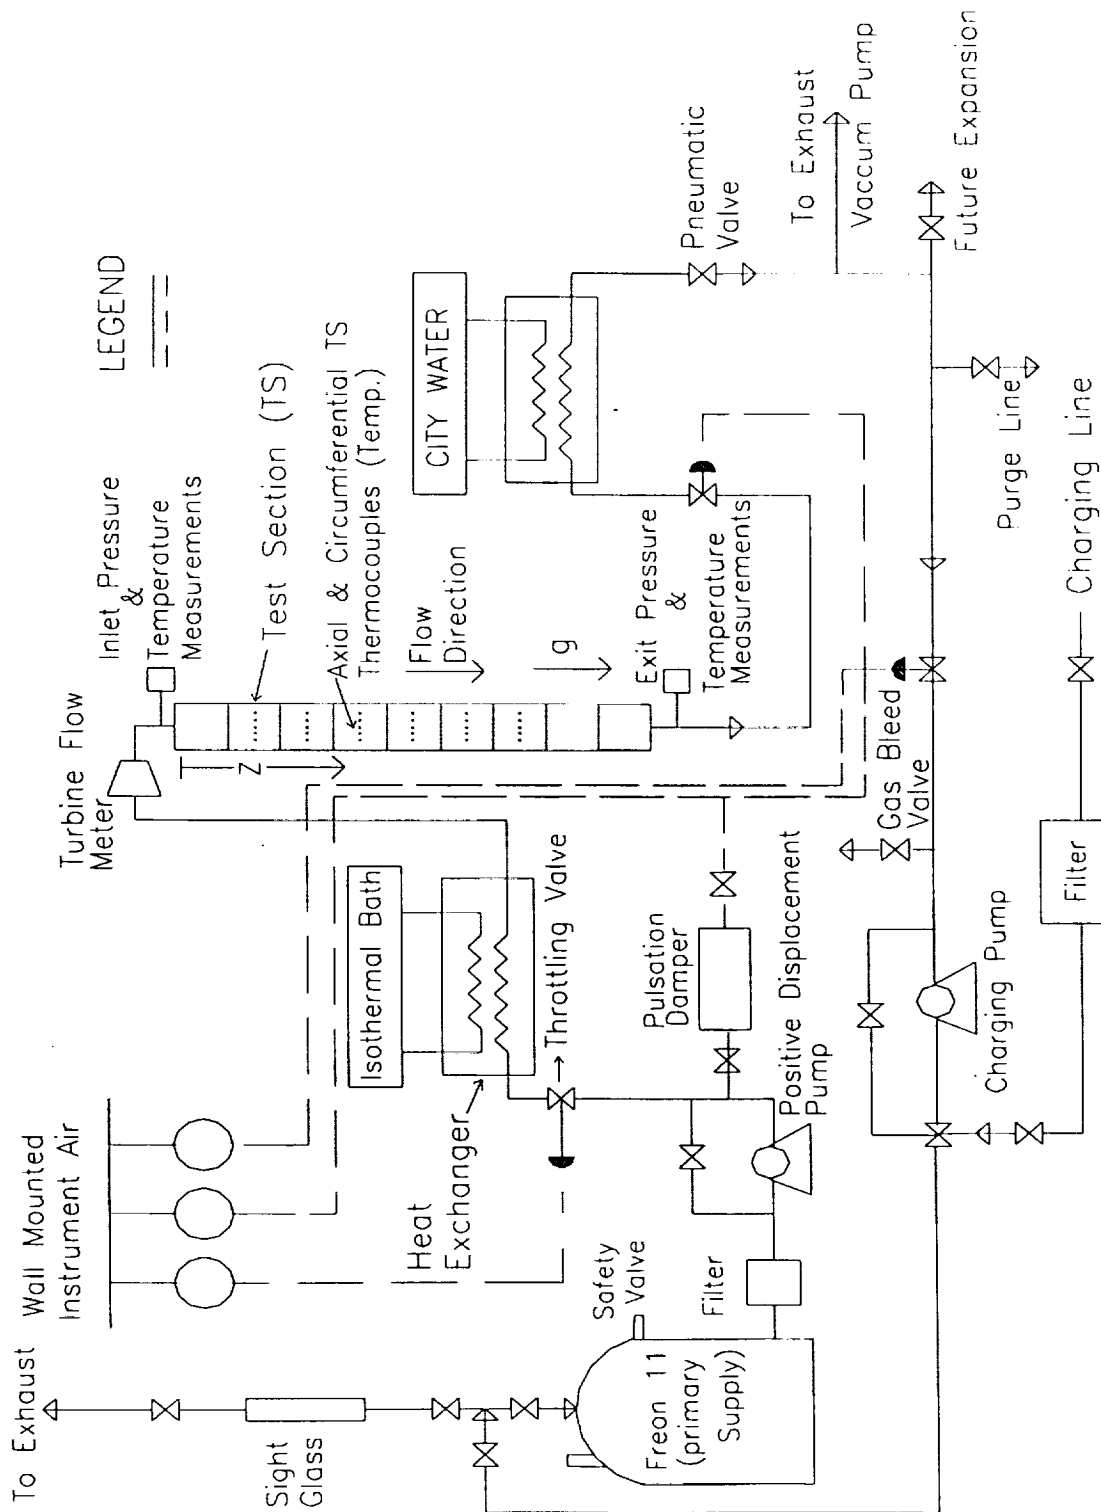 To Exhaust
Sight
Glass
Wall Mounted
Instrument Air
Freon 11
(primary
Supply)
Safety
Valve
Filter
Heat
Exchanger
Isothermal Bath
Throttling Valve
Positive Displacement
Pump
Pulsation
Damper
Turbine Flow
Meter
Z
Inlet Pressure
&
Temperature
Measurements
Test Section (TS)
Axial & Circumferential TS
Thermocouples (Temp.)
Flow
Direction
g
Exit Pressure
&
Temperature
Measurements
LEGEND
CITY WATER
Pneumatic
Valve
To Exhaust
Vaccum Pump
Future Expansion
Purge Line
Gas Bleed
Valve
Charging Pump
Filter
Charging Line